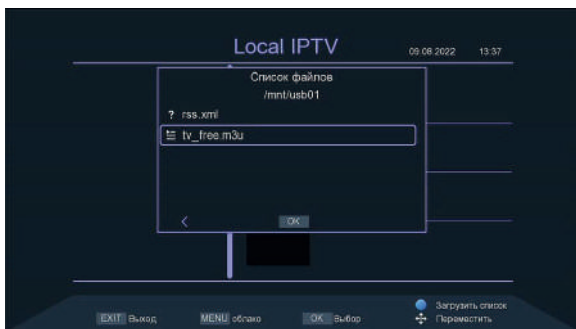 Local IPTV
09.08.2022 13:37
Список файлов
/mnt/usb01
? rss.xml
tv_free.m3u
< OK
Загрузить список
EXIT Выход MENU облако OK Выбор Переместить